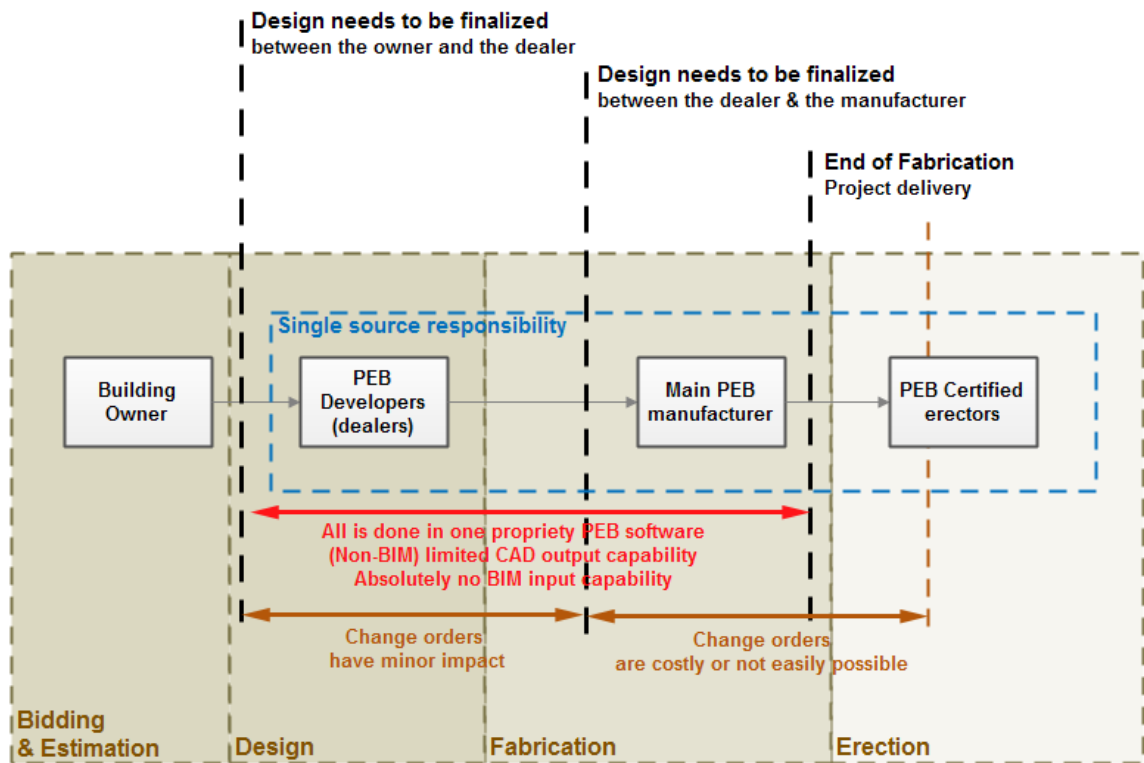 Design needs to be finalized
between the owner and the dealer
Design needs to be finalized
between the dealer & the manufacturer
End of Fabrication
Project delivery
Single source responsibility
Building
Owner
PEB
Developers
(dealers)
Main PEB
manufacturer
PEB Certified
erectors
All is done in one propriety PEB software
(Non-BIM) limited CAD output capability
Absolutely no BIM input capability
Change orders
have minor impact
Change orders
are costly or not easily possible
Bidding
& Estimation
Design
Fabrication
Erection